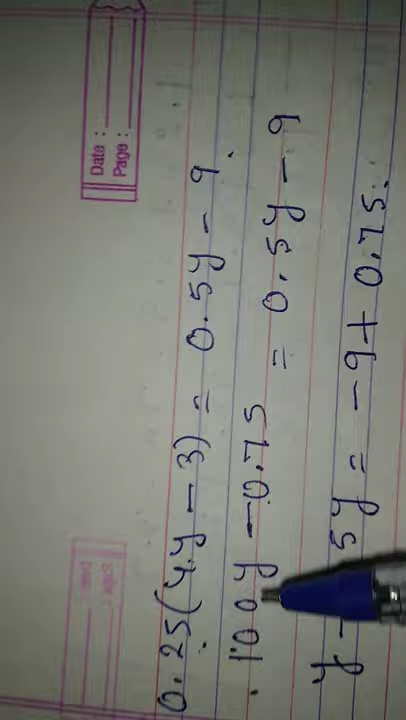 Date :
Page :
0.25(4y - 3) = 0.5y - 9.
1.00y - 0.75 = 0.5y - 9
y - 5y = -9 + 0.75.